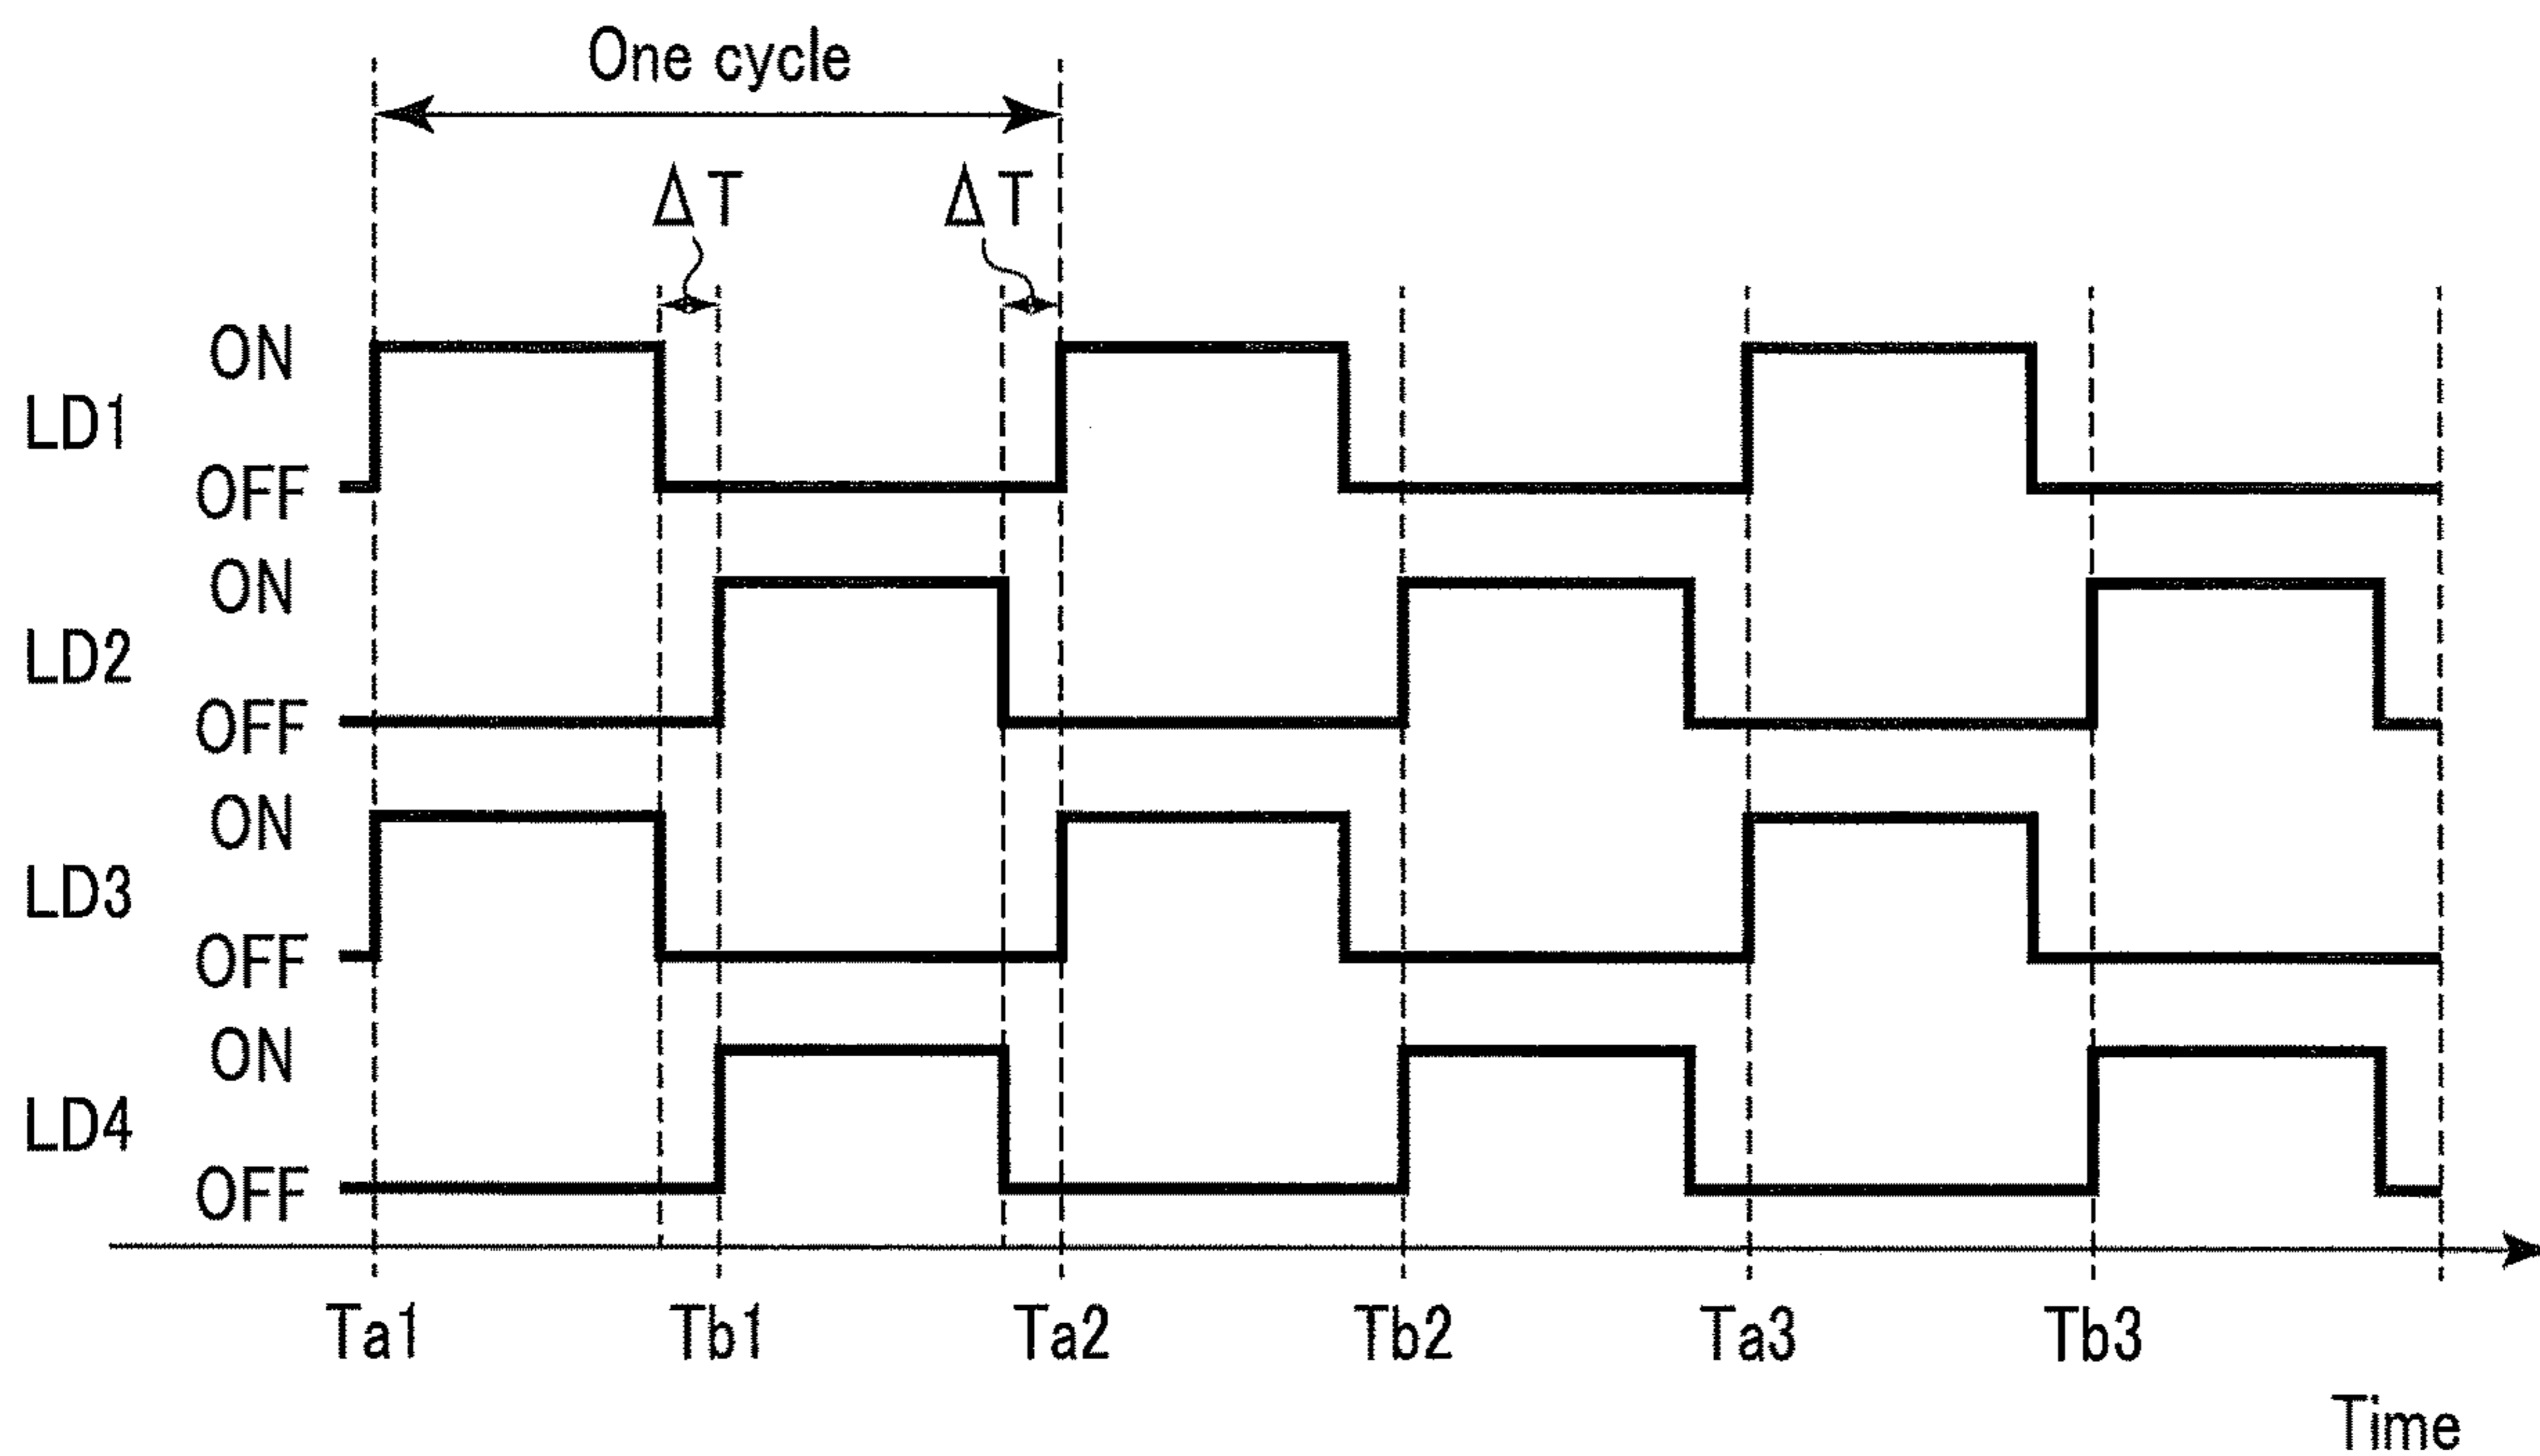 One cycle
ΔT ΔT
ON
LD1
OFF
ON
LD2
OFF
ON
LD3
OFF
ON
LD4
OFF
Ta1 Tb1 Ta2 Tb2 Ta3 Tb3
Time